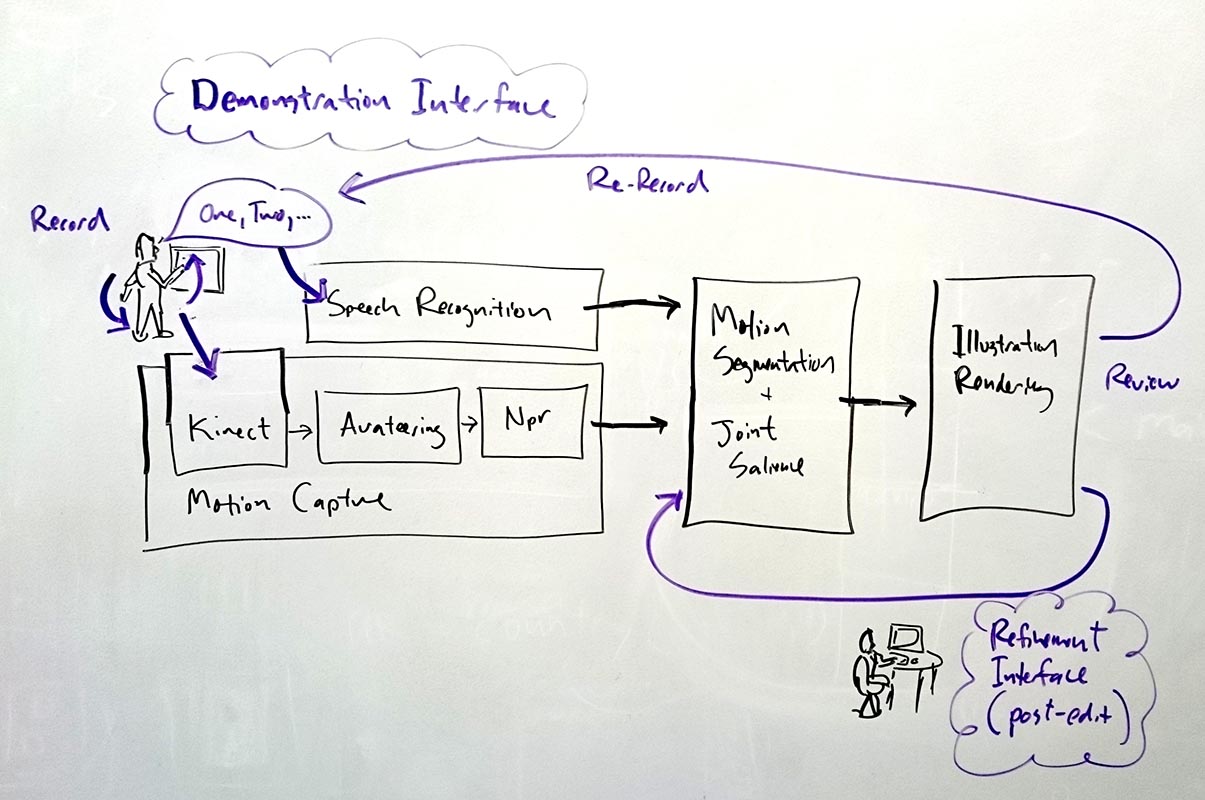 Demonstration Interface
Re-Record
Record
One, Two, ...
Speech Recognition
Motion
Segmentation
+
Joint
Salience
Illustration
Rendering
Review
Kinect
Avateering
Npr
Motion Capture
Refinement
Interface
(post-edit)